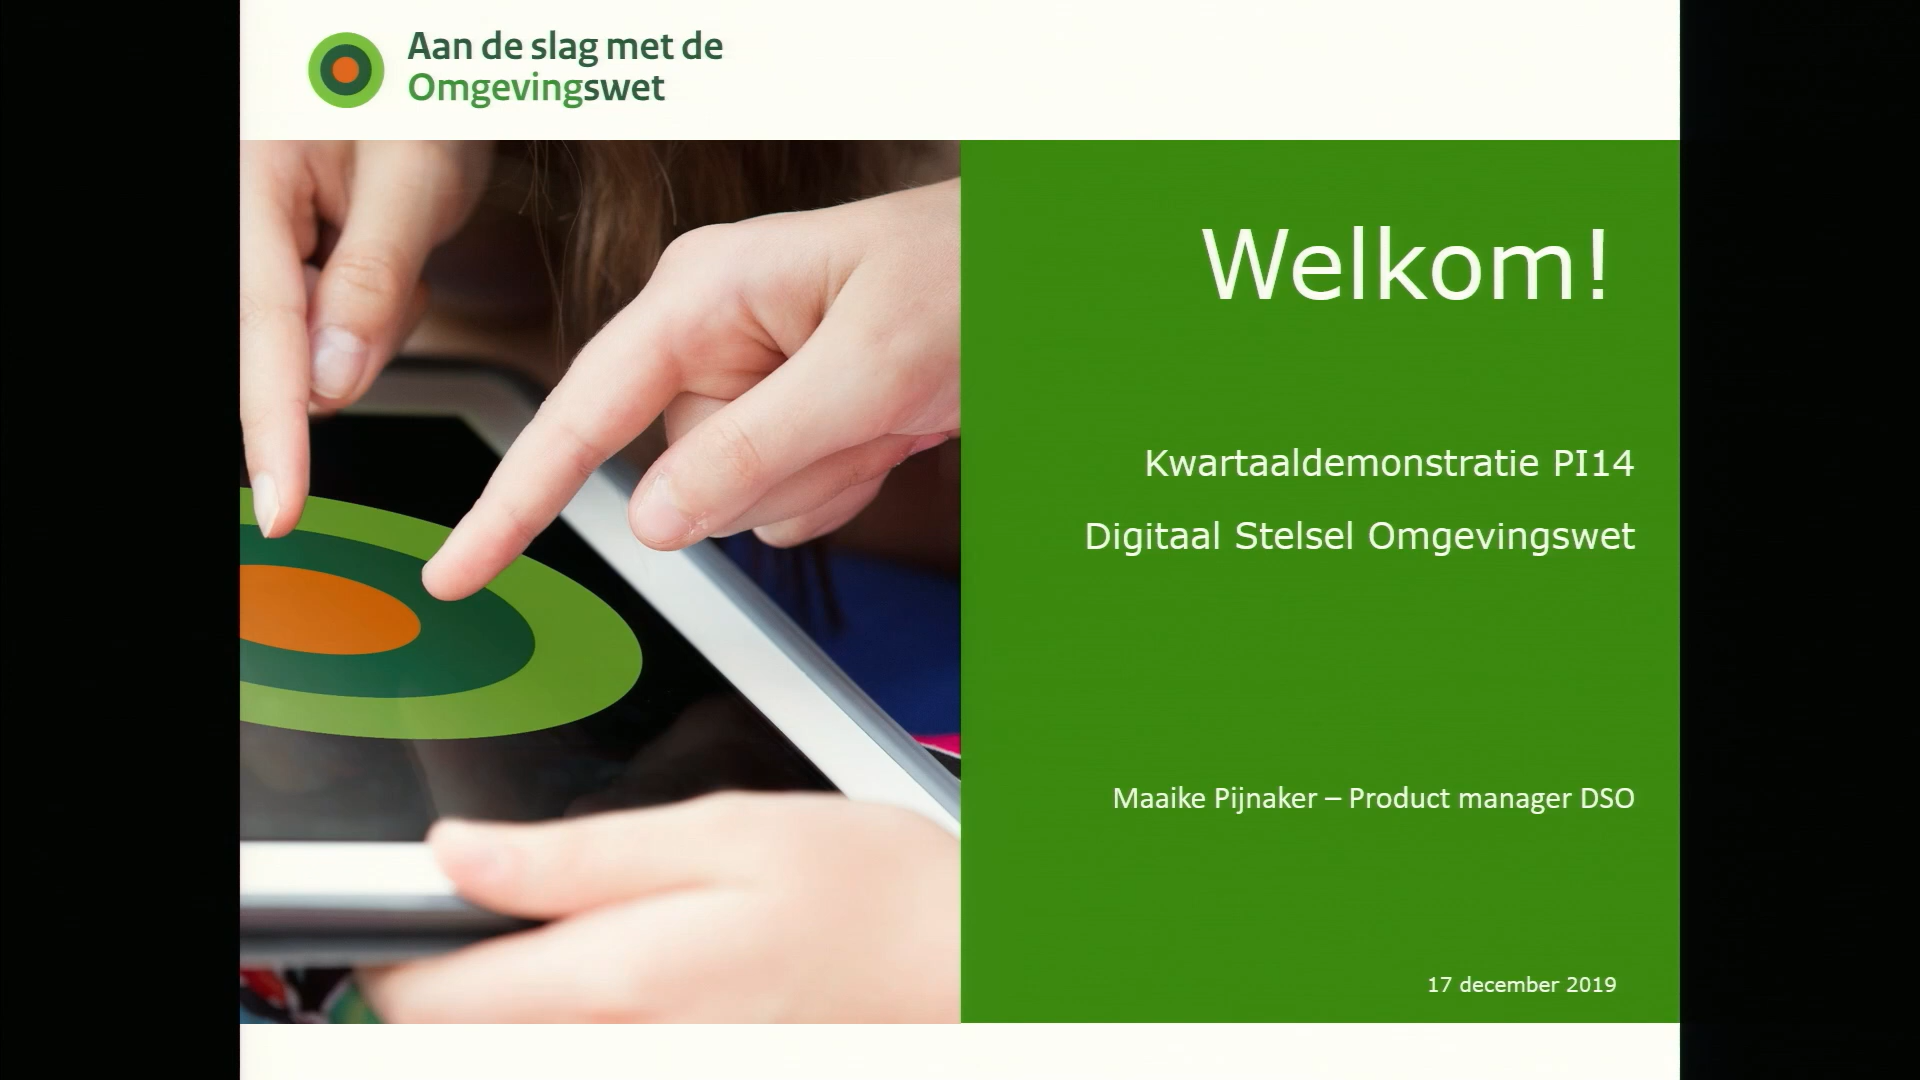 Aan de slag met de
Omgevingswet
Welkom!
Kwartaaldemonstratie PI14
Digitaal Stelsel Omgevingswet
Maaike Pijnaker – Product manager DSO
17 december 2019